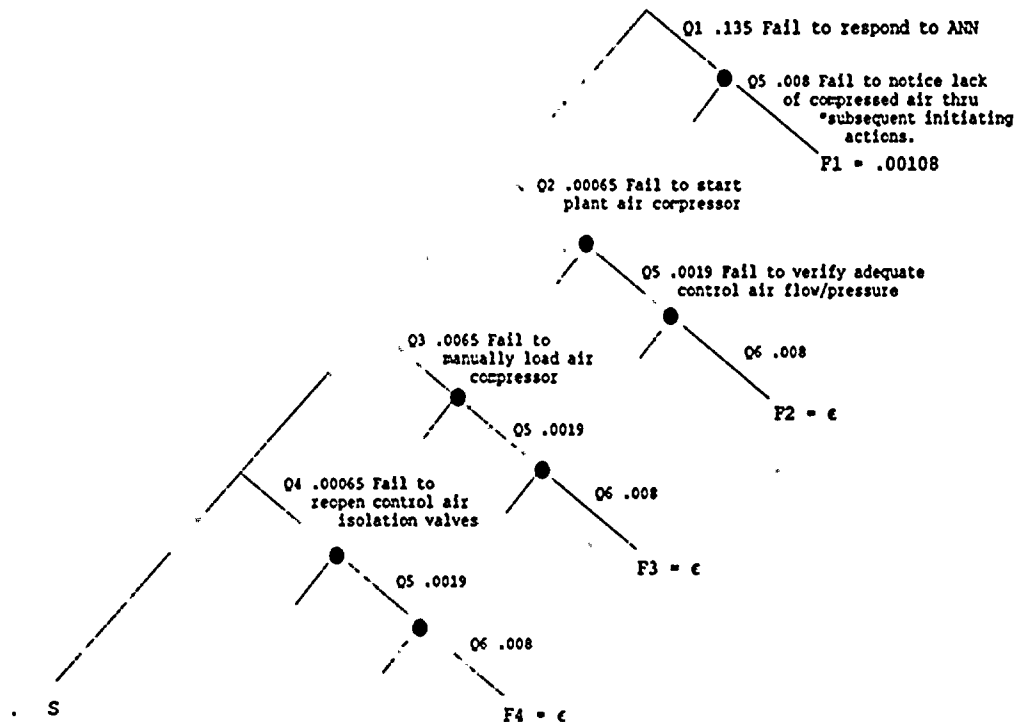 Q1 .135 Fail to respond to ANN
Q5 .008 Fail to notice lack
of compressed air thru
*subsequent initiating
actions.
F1 = .00108
Q2 .00065 Fail to start
plant air compressor
Q5 .0019 Fail to verify adequate
control air flow/pressure
Q6 .008
F2 = ϵ
Q3 .0065 Fail to
manually load air
compressor
Q5 .0019
Q6 .008
F3 = ϵ
Q4 .00065 Fail to
reopen control air
isolation valves
Q5 .0019
Q6 .008
F4 = ϵ
S